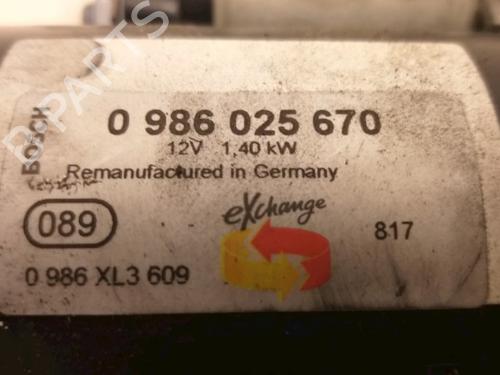 B-PARTS
BOSCH
0 986 025 670
12V 1,40 kW
Remanufactured in Germany
089
eXchange
817
0 986 XL3 609